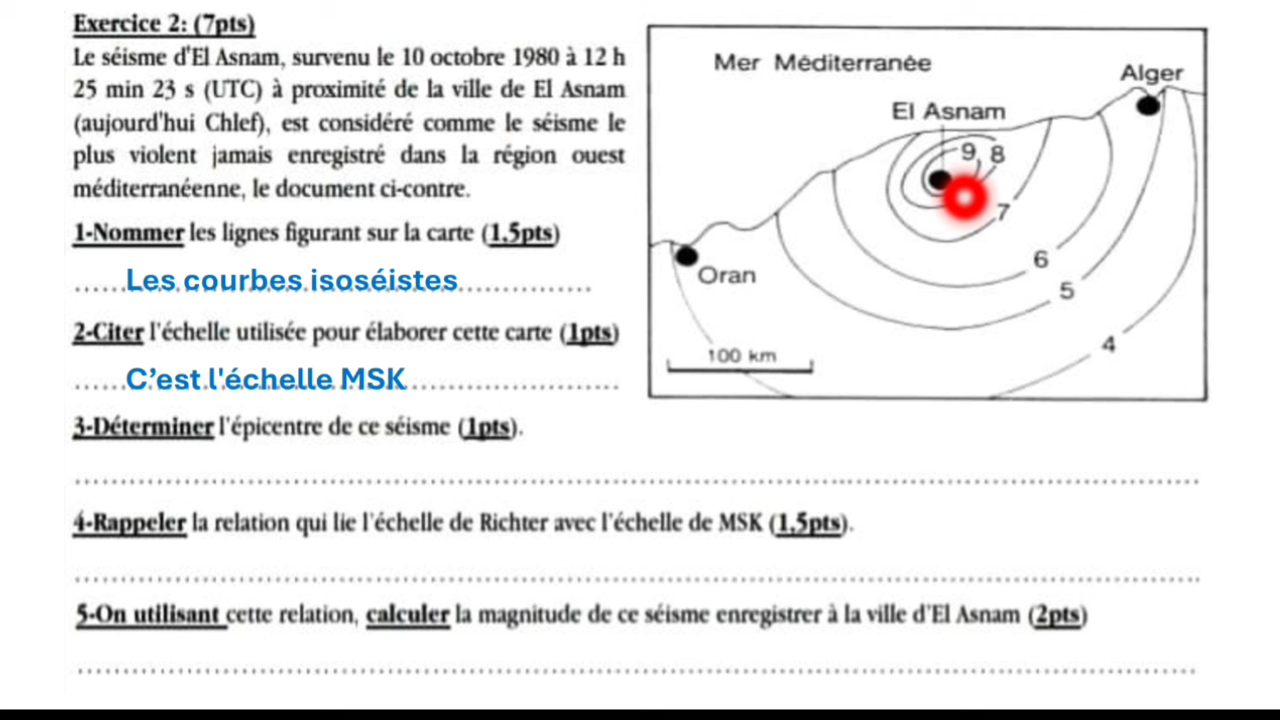 Exercice 2: (7pts)
Le séisme d'El Asnam, survenu le 10 octobre 1980 à 12 h
25 min 23 s (UTC) à proximité de la ville de El Asnam
(aujourd'hui Chlef), est considéré comme le séisme le
plus violent jamais enregistré dans la région ouest
méditerranéenne, le document ci-contre.
1-Nommer les lignes figurant sur la carte (1,5pts)
Les courbes isoséistes
2-Citer l'échelle utilisée pour élaborer cette carte (1pts)
C’est l'échelle MSK
3-Déterminer l'épicentre de ce séisme (1pts).
4-Rappeler la relation qui lie l'échelle de Richter avec l'échelle de MSK (1,5pts).
5-On utilisant cette relation, calculer la magnitude de ce séisme enregistrer à la ville d'El Asnam (2pts)
Mer Méditerranée
Alger
El Asnam
9 8
7
6
5
4
Oran
100 km